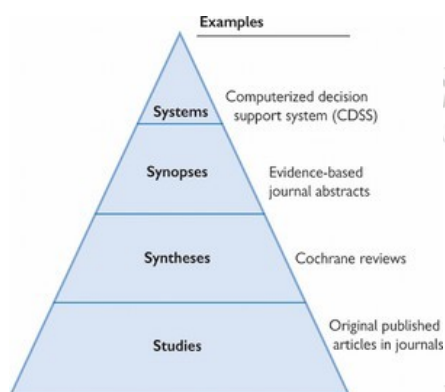 Examples
Systems
Computerized decision
support system (CDSS)
Synopses
Evidence-based
journal abstracts
Syntheses
Cochrane reviews
Studies
Original published
articles in journals